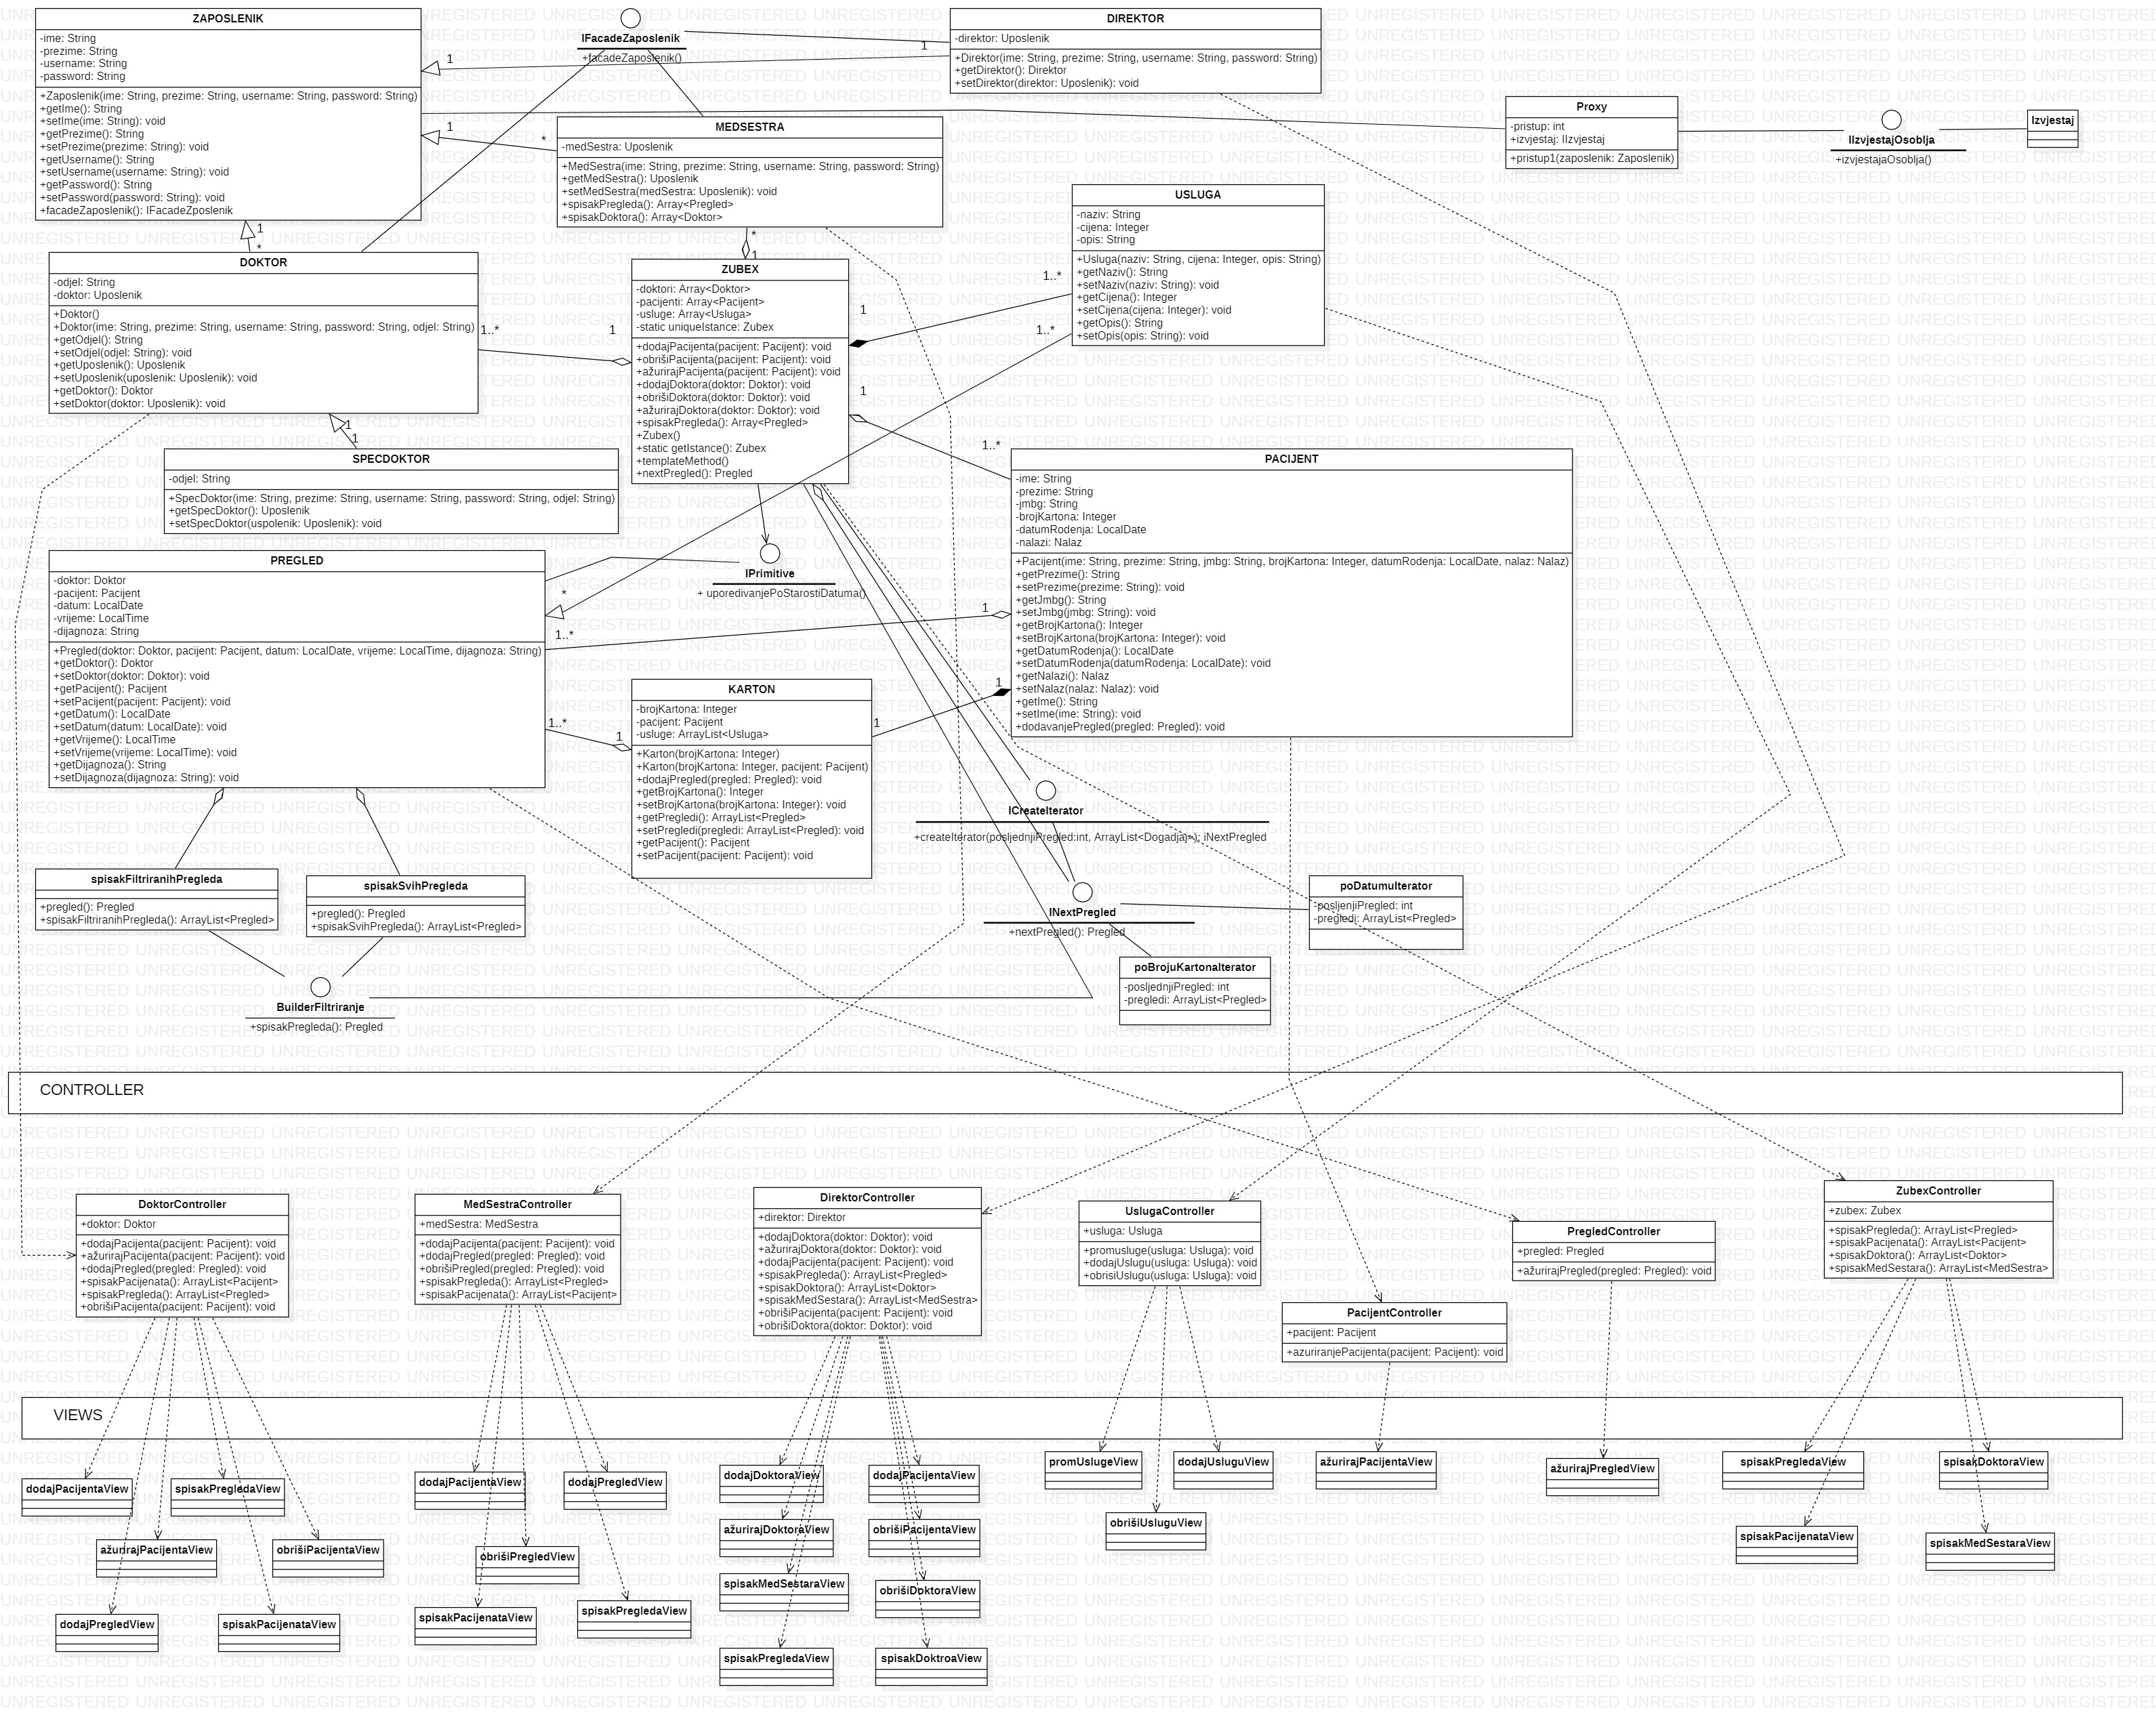 ZAPOSLENIK
-ime: String
-prezime: String
-username: String
-password: String
+Zaposlenik(ime: String, prezime: String, username: String, password: String)
+getIme(): String
+setIme(ime: String): void
+getPrezime(): String
+setPrezime(prezime: String): void
+getUsername(): String
+setUsername(username: String): void
+getPassword(): String
+setPassword(password: String): void
+facadeZaposlenik(): IFacadeZposlenik
IFacadeZaposlenik
+facadeZaposlenik()
DIREKTOR
-direktor: Uposlenik
+Direktor(ime: String, prezime: String, username: String, password: String)
+getDirektor(): Direktor
+setDirektor(direktor: Uposlenik): void
1
1
1
*
MEDSESTRA
-medSestra: Uposlenik
+MedSestra(ime: String, prezime: String, username: String, password: String)
+getMedSestra(): Uposlenik
+setMedSestra(medSestra: Uposlenik): void
+spisakPregleda(): Array<Pregled>
+spisakDoktora(): Array<Doktor>
Proxy
-pristup: int
+izvjestaj: IIzvjestaj
+pristup1(zaposlenik: Zaposlenik)
IIzvjestajOsoblja
+izvjestajaOsoblja()
Izvjestaj
USLUGA
-naziv: String
-cijena: Integer
-opis: String
+Usluga(naziv: String, cijena: Integer, opis: String)
+getNaziv(): String
+setNaziv(naziv: String): void
+getCijena(): Integer
+setCijena(cijena: Integer): void
+getOpis(): String
+setOpis(opis: String): void
1
*
DOKTOR
-odjel: String
-doktor: Uposlenik
+Doktor()
+Doktor(ime: String, prezime: String, username: String, password: String, odjel: String)
+getOdjel(): String
+setOdjel(odjel: String): void
+getUposlenik(): Uposlenik
+setUposlenik(uposlenik: Uposlenik): void
+getDoktor(): Doktor
+setDoktor(doktor: Uposlenik): void
1..*
1
*
1
ZUBEX
-doktori: Array<Doktor>
-pacijenti: Array<Pacijent>
-usluge: Array<Usluga>
-static uniqueIstance: Zubex
+dodajPacijenta(pacijent: Pacijent): void
+obrišiPacijenta(pacijent: Pacijent): void
+ažurirajPacijenta(pacijent: Pacijent): void
+dodajDoktora(doktor: Doktor): void
+obrišiDoktora(doktor: Doktor): void
+ažurirajDoktora(doktor: Doktor): void
+spisakPregleda(): Array<Pregled>
+Zubex()
+static getIstance(): Zubex
+templateMethod()
+nextPregled(): Pregled
1
1..*
1..*
1
1..*
1
1
SPECDOKTOR
-odjel: String
+SpecDoktor(ime: String, prezime: String, username: String, password: String, odjel: String)
+getSpecDoktor(): Uposlenik
+setSpecDoktor(uspolenik: Uposlenik): void
PACIJENT
-ime: String
-prezime: String
-jmbg: String
-brojKartona: Integer
-datumRodenja: LocalDate
-nalazi: Nalaz
+Pacijent(ime: String, prezime: String, jmbg: String, brojKartona: Integer, datumRodenja: LocalDate, nalaz: Nalaz)
+getPrezime(): String
+setPrezime(prezime: String): void
+getJmbg(): String
+setJmbg(jmbg: String): void
+getBrojKartona(): Integer
+setBrojKartona(brojKartona: Integer): void
+getDatumRodenja(): LocalDate
+setDatumRodenja(datumRodenja: LocalDate): void
+getNalazi(): Nalaz
+setNalaz(nalaz: Nalaz): void
+getIme(): String
+setIme(ime: String): void
+dodavanjePregled(pregled: Pregled): void
PREGLED
-doktor: Doktor
-pacijent: Pacijent
-datum: LocalDate
-vrijeme: LocalTime
-dijagnoza: String
+Pregled(doktor: Doktor, pacijent: Pacijent, datum: LocalDate, vrijeme: LocalTime, dijagnoza: String)
+getDoktor(): Doktor
+setDoktor(doktor: Doktor): void
+getPacijent(): Pacijent
+setPacijent(pacijent: Pacijent): void
+getDatum(): LocalDate
+setDatum(datum: LocalDate): void
+getVrijeme(): LocalTime
+setVrijeme(vrijeme: LocalTime): void
+getDijagnoza(): String
+setDijagnoza(dijagnoza: String): void
IPrimitive
+ uporedivanjePoStarostiDatuma()
*
1..*
1
1
1
1..*
1
KARTON
-brojKartona: Integer
-pacijent: Pacijent
-usluge: ArrayList<Usluga>
+Karton(brojKartona: Integer)
+Karton(brojKartona: Integer, pacijent: Pacijent)
+dodajPregled(pregled: Pregled): void
+getBrojKartona(): Integer
+setBrojKartona(brojKartona: Integer): void
+getPregledi(): ArrayList<Pregled>
+setPregledi(pregledi: ArrayList<Pregled): void
+getPacijent(): Pacijent
+setPacijent(pacijent: Pacijent): void
ICreateIterator
+createIterator(posljednjiPregled:int, ArrayList<Dogadjaj>); iNextPregled
spisakFiltriranihPregleda
+pregled(): Pregled
+spisakFiltriranihPregleda(): ArrayList<Pregled>
spisakSvihPregleda
+pregled(): Pregled
+spisakSvihPregleda(): ArrayList<Pregled>
INextPregled
+nextPregled(): Pregled
poDatumuIterator
-posljenjiPregled: int
-pregledi: ArrayList<Pregled>
poBrojuKartonaIterator
-posljednjiPregled: int
-pregledi: ArrayList<Pregled>
BuilderFiltriranje
+spisakPregleda(): Pregled
CONTROLLER
DoktorController
+doktor: Doktor
+dodajPacijenta(pacijent: Pacijent): void
+ažurirajPacijenta(pacijent: Pacijent): void
+dodajPregled(pregled: Pregled): void
+spisakPacijenata(): ArrayList<Pacijent>
+spisakPregleda(): ArrayList<Pregled>
+obrišiPacijenta(pacijent: Pacijent): void
MedSestraController
+medSestra: MedSestra
+dodajPacijenta(pacijent: Pacijent): void
+dodajPregled(pregled: Pregled): void
+obrišiPregled(pregled: Pregled): void
+spisakPregleda(): ArrayList<Pregled>
+spisakPacijenata(): ArrayList<Pacijent>
DirektorController
+direktor: Direktor
+dodajDoktora(doktor: Doktor): void
+ažurirajDoktora(doktor: Doktor): void
+dodajPacijenta(pacijent: Pacijent): void
+spisakPregleda(): ArrayList<Pregled>
+spisakDoktora(): ArrayList<Doktor>
+spisakMedSestara(): ArrayList<MedSestra>
+obrišiPacijenta(pacijent: Pacijent): void
+obrišiDoktora(doktor: Doktor): void
UslugaController
+usluga: Usluga
+promusluge(usluga: Usluga): void
+dodajUslugu(usluga: Usluga): void
+obrisiUslugu(usluga: Usluga): void
PacijentController
+pacijent: Pacijent
+azuriranjePacijenta(pacijent: Pacijent): void
PregledController
+pregled: Pregled
+ažurirajPregled(pregled: Pregled): void
ZubexController
+zubex: Zubex
+spisakPregleda(): ArrayList<Pregled>
+spisakPacijenata(): ArrayList<Pacijent>
+spisakDoktora(): ArrayList<Doktor>
+spisakMedSestara(): ArrayList<MedSestra>
VIEWS
dodajPacijentaView
spisakPregledaView
ažurirajPacijentaView
obrišiPacijentaView
dodajPregledView
spisakPacijenataView
dodajPacijentaView
dodajPregledView
obrišiPregledView
spisakPacijenataView
spisakPregledaView
dodajDoktoraView
dodajPacijentaView
ažurirajDoktoraView
obrišiPacijentaView
spisakMedSestaraView
obrišiDoktoraView
spisakPregledaView
spisakDoktroaView
promUslugeView
dodajUsluguView
obrišiUsluguView
ažurirajPacijentaView
ažurirajPregledView
spisakPregledaView
spisakDoktoraView
spisakPacijenataView
spisakMedSestaraView